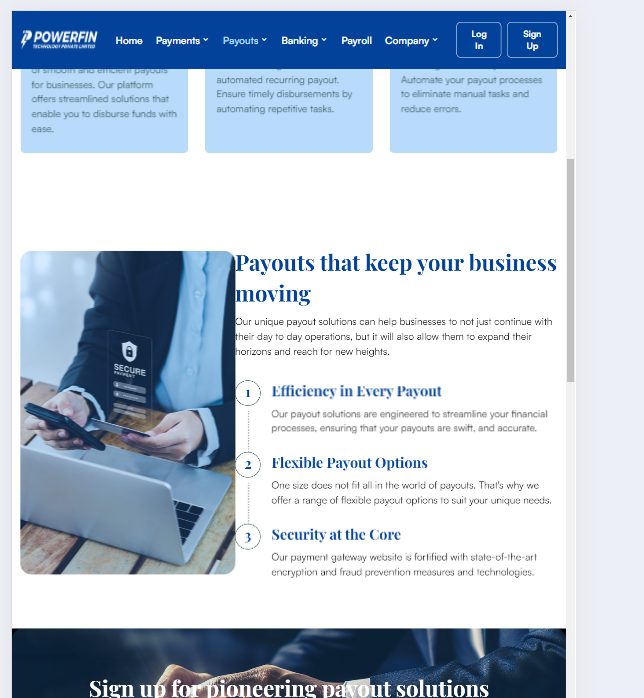 POWERFIN
TECHNOLOGY PRIVATE LIMITED
Home Payments Payouts Banking Payroll Company
Log
In
Sign
Up
of smooth and efficient payouts
for businesses. Our platform
offers streamlined solutions that
enable you to disburse funds with
ease.
automated recurring payout.
Ensure timely disbursements by
automating repetitive tasks.
Automate your payout processes
to eliminate manual tasks and
reduce errors.
SECURE
PAYMENT
Payouts that keep your business
moving
Our unique payout solutions can help businesses to not just continue with
their day to day operations, but it will also allow them to expand their
horizons and reach for new heights.
1 Efficiency in Every Payout
Our payout solutions are engineered to streamline your financial
processes, ensuring that your payouts are swift, and accurate.
2 Flexible Payout Options
One size does not fit all in the world of payouts. That's why we
offer a range of flexible payout options to suit your unique needs.
3 Security at the Core
Our payment gateway website is fortified with state-of-the-art
encryption and fraud prevention measures and technologies.
Sign up for pioneering payout solutions